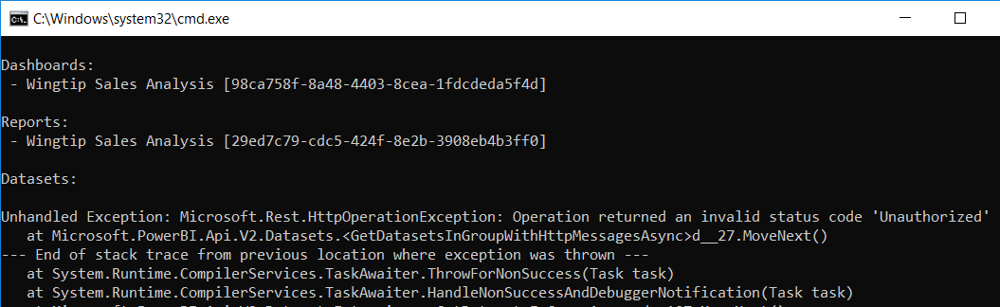 C:\Windows\system32\cmd.exe
Dashboards:
- Wingtip Sales Analysis [98ca758f-8a48-4403-8cea-1fdcdeda5f4d]
Reports:
- Wingtip Sales Analysis [29ed7c79-cdc5-424f-8e2b-3908eb4b3ff0]
Datasets:
Unhandled Exception: Microsoft.Rest.HttpOperationException: Operation returned an invalid status code 'Unauthorized'
at Microsoft.PowerBI.Api.V2.Datasets.<GetDatasetsInGroupWithHttpMessagesAsync>d__27.MoveNext()
--- End of stack trace from previous location where exception was thrown ---
at System.Runtime.CompilerServices.TaskAwaiter.ThrowForNonSuccess(Task task)
at System.Runtime.CompilerServices.TaskAwaiter.HandleNonSuccessAndDebuggerNotification(Task task)